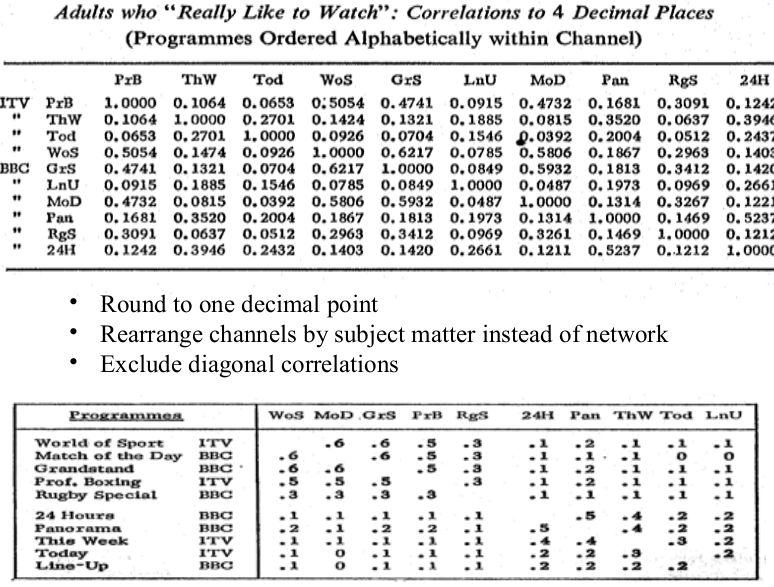 Adults who "Really Like to Watch": Correlations to 4 Decimal Places
(Programmes Ordered Alphabetically within Channel)
PrB ThW Tod WoS GrS LnU MoD Pan RgS 24H
ITV PrB 1.0000 0.1064 0.0653 0.5054 0.4741 0.0915 0.4732 0.1681 0.3091 0.1242
" ThW 0.1064 1.0000 0.2701 0.1424 0.1321 0.1885 0.0815 0.3520 0.0637 0.3946
" Tod 0.0653 0.2701 1.0000 0.0926 0.0704 0.1546 0.0392 0.2004 0.0512 0.2437
" WoS 0.5054 0.1474 0.0926 1.0000 0.6217 0.0785 0.5806 0.1867 0.2963 0.1403
BBC GrS 0.4741 0.1321 0.0704 0.6217 1.0000 0.0849 0.5932 0.1813 0.3412 0.1420
" LnU 0.0915 0.1885 0.1546 0.0785 0.0849 1.0000 0.0487 0.1973 0.0969 0.2661
" MoD 0.4732 0.0815 0.0392 0.5806 0.5932 0.0487 1.0000 0.1314 0.3267 0.1221
" Pan 0.1681 0.3520 0.2004 0.1867 0.1813 0.1973 0.1314 1.0000 0.1469 0.5237
" RgS 0.3091 0.0637 0.0512 0.2963 0.3412 0.0969 0.3261 0.1469 1.0000 0.1212
" 24H 0.1242 0.3946 0.2432 0.1403 0.1420 0.2661 0.1211 0.5237 0.1212 1.0000
• Round to one decimal point
• Rearrange channels by subject matter instead of network
• Exclude diagonal correlations
Programmes WoS MoD GrS PrB RgS 24H Pan ThW Tod LnU
World of Sport ITV .6 .6 .5 .3 .1 .2 .1 .1 .1
Match of the Day BBC .6 .6 .5 .3 .1 .1 .1 0 0
Grandstand BBC .6 .6 .5 .3 .1 .2 .1 .1 .1
Prof. Boxing ITV .5 .5 .5 .3 .1 .2 .1 .1 .1
Rugby Special BBC .3 .3 .3 .3 .1 .1 .1 .1 .1
24 Hours BBC .1 .1 .1 .1 .1 .5 .4 .2 .2
Panorama BBC .2 .1 .2 .2 .1 .5 .4 .2 .2
This Week ITV .1 .1 .1 .1 .1 .4 .4 .3 .2
Today ITV .1 0 .1 .1 .1 .2 .2 .3 .2
Line-Up BBC .1 0 .1 .1 .1 .2 .2 .2 .2